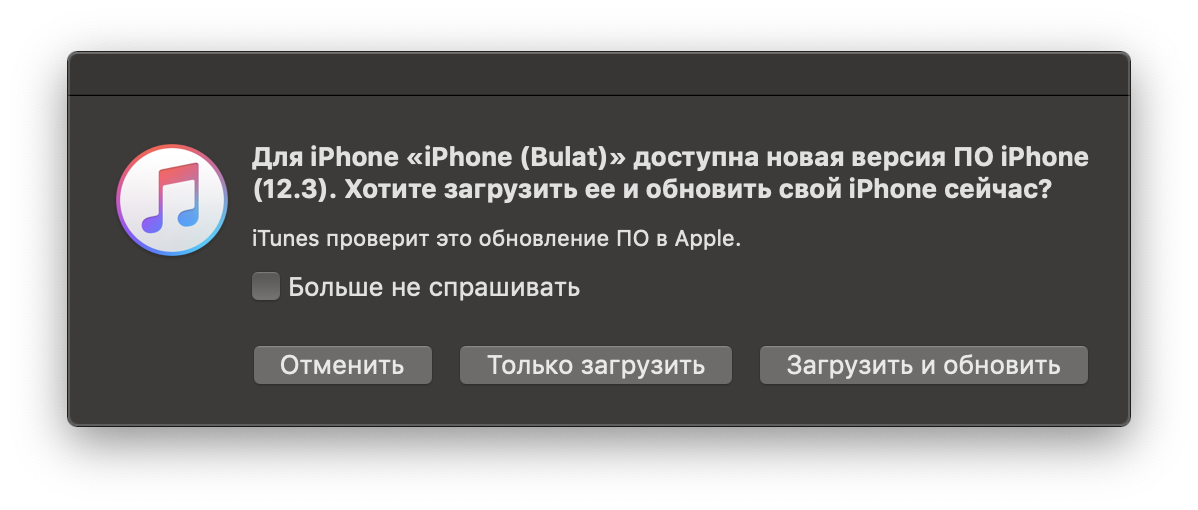 Для iPhone «iPhone (Bulat)» доступна новая версия ПО iPhone
(12.3). Хотите загрузить ее и обновить свой iPhone сейчас?
iTunes проверит это обновление ПО в Apple.
Больше не спрашивать
Отменить
Только загрузить
Загрузить и обновить